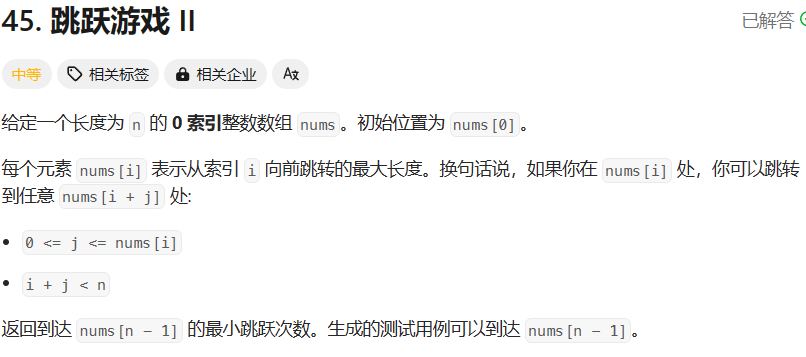 45. 跳跃游戏 II
已解答
中等 相关标签 相关企业
给定一个长度为 n 的 0 索引整数数组 nums。初始位置为 nums[0]。
每个元素 nums[i] 表示从索引 i 向前跳转的最大长度。换句话说，如果你在 nums[i] 处，你可以跳转
到任意 nums[i + j] 处:
0 <= j <= nums[i]
i + j < n
返回到达 nums[n - 1] 的最小跳跃次数。生成的测试用例可以到达 nums[n - 1]。